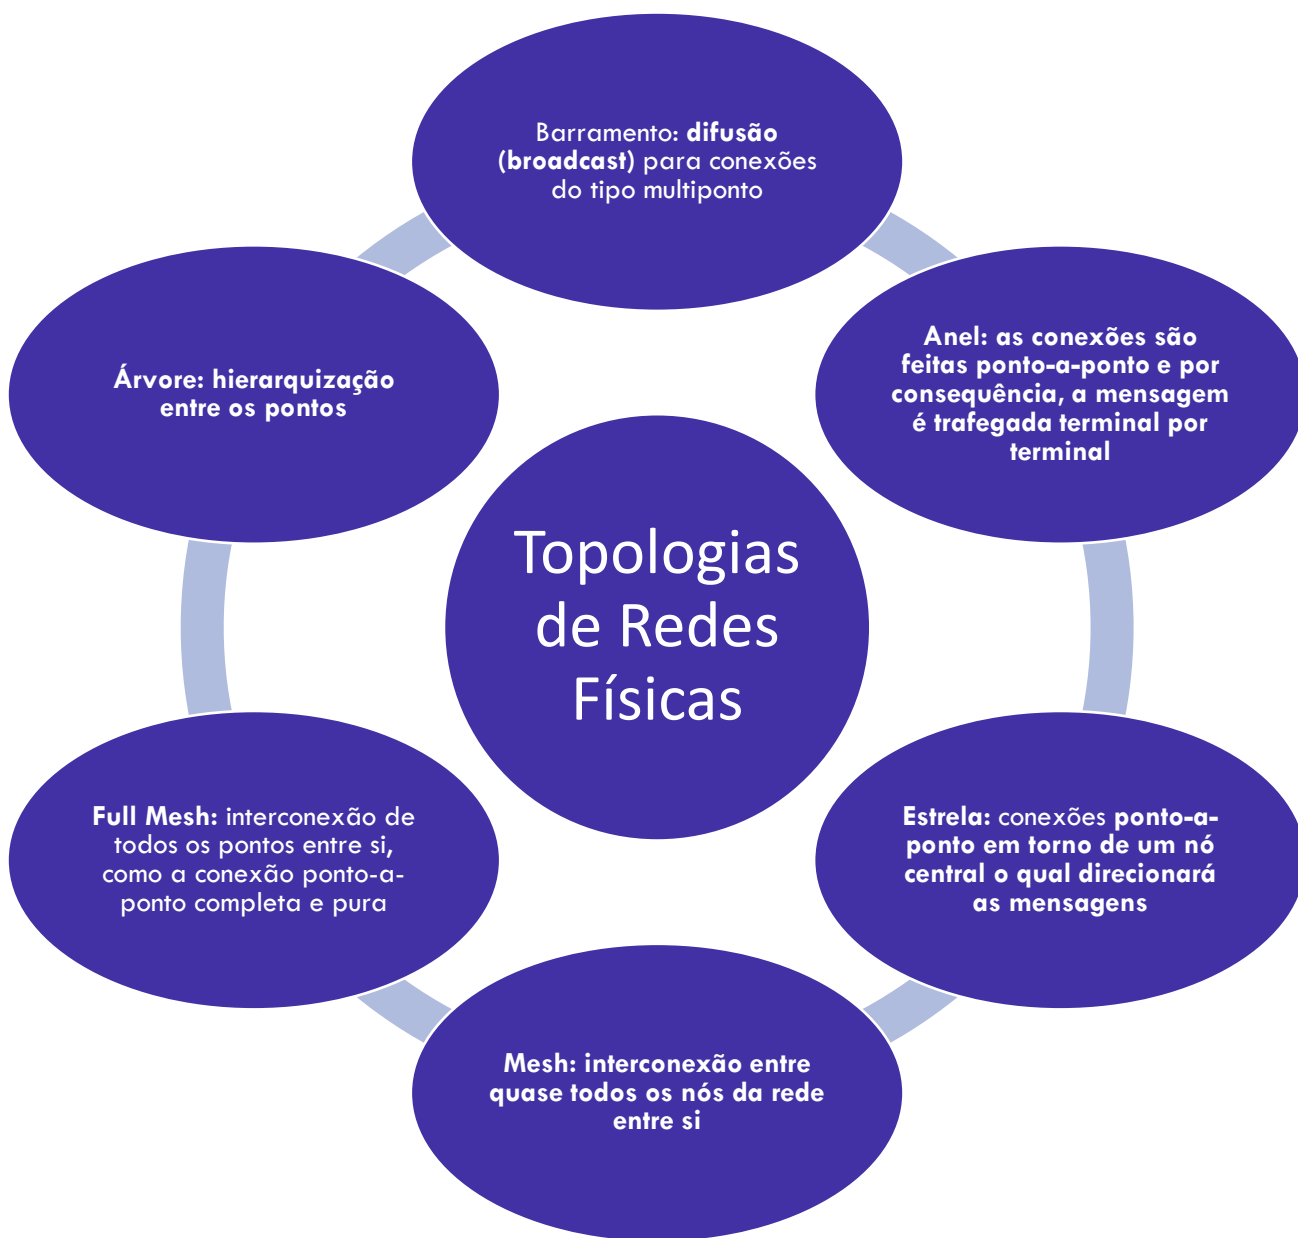 Barramento: difusão
(broadcast) para conexões
do tipo multiponto
Anel: as conexões são
feitas ponto-a-ponto e por
consequência, a mensagem
é trafegada terminal por
terminal
Estrela: conexões ponto-a-
ponto em torno de um nó
central o qual direcionará
as mensagens
Mesh: interconexão entre
quase todos os nós da rede
entre si
Full Mesh: interconexão de
todos os pontos entre si,
como a conexão ponto-a-
ponto completa e pura
Árvore: hierarquização
entre os pontos
Topologias
de Redes
Físicas